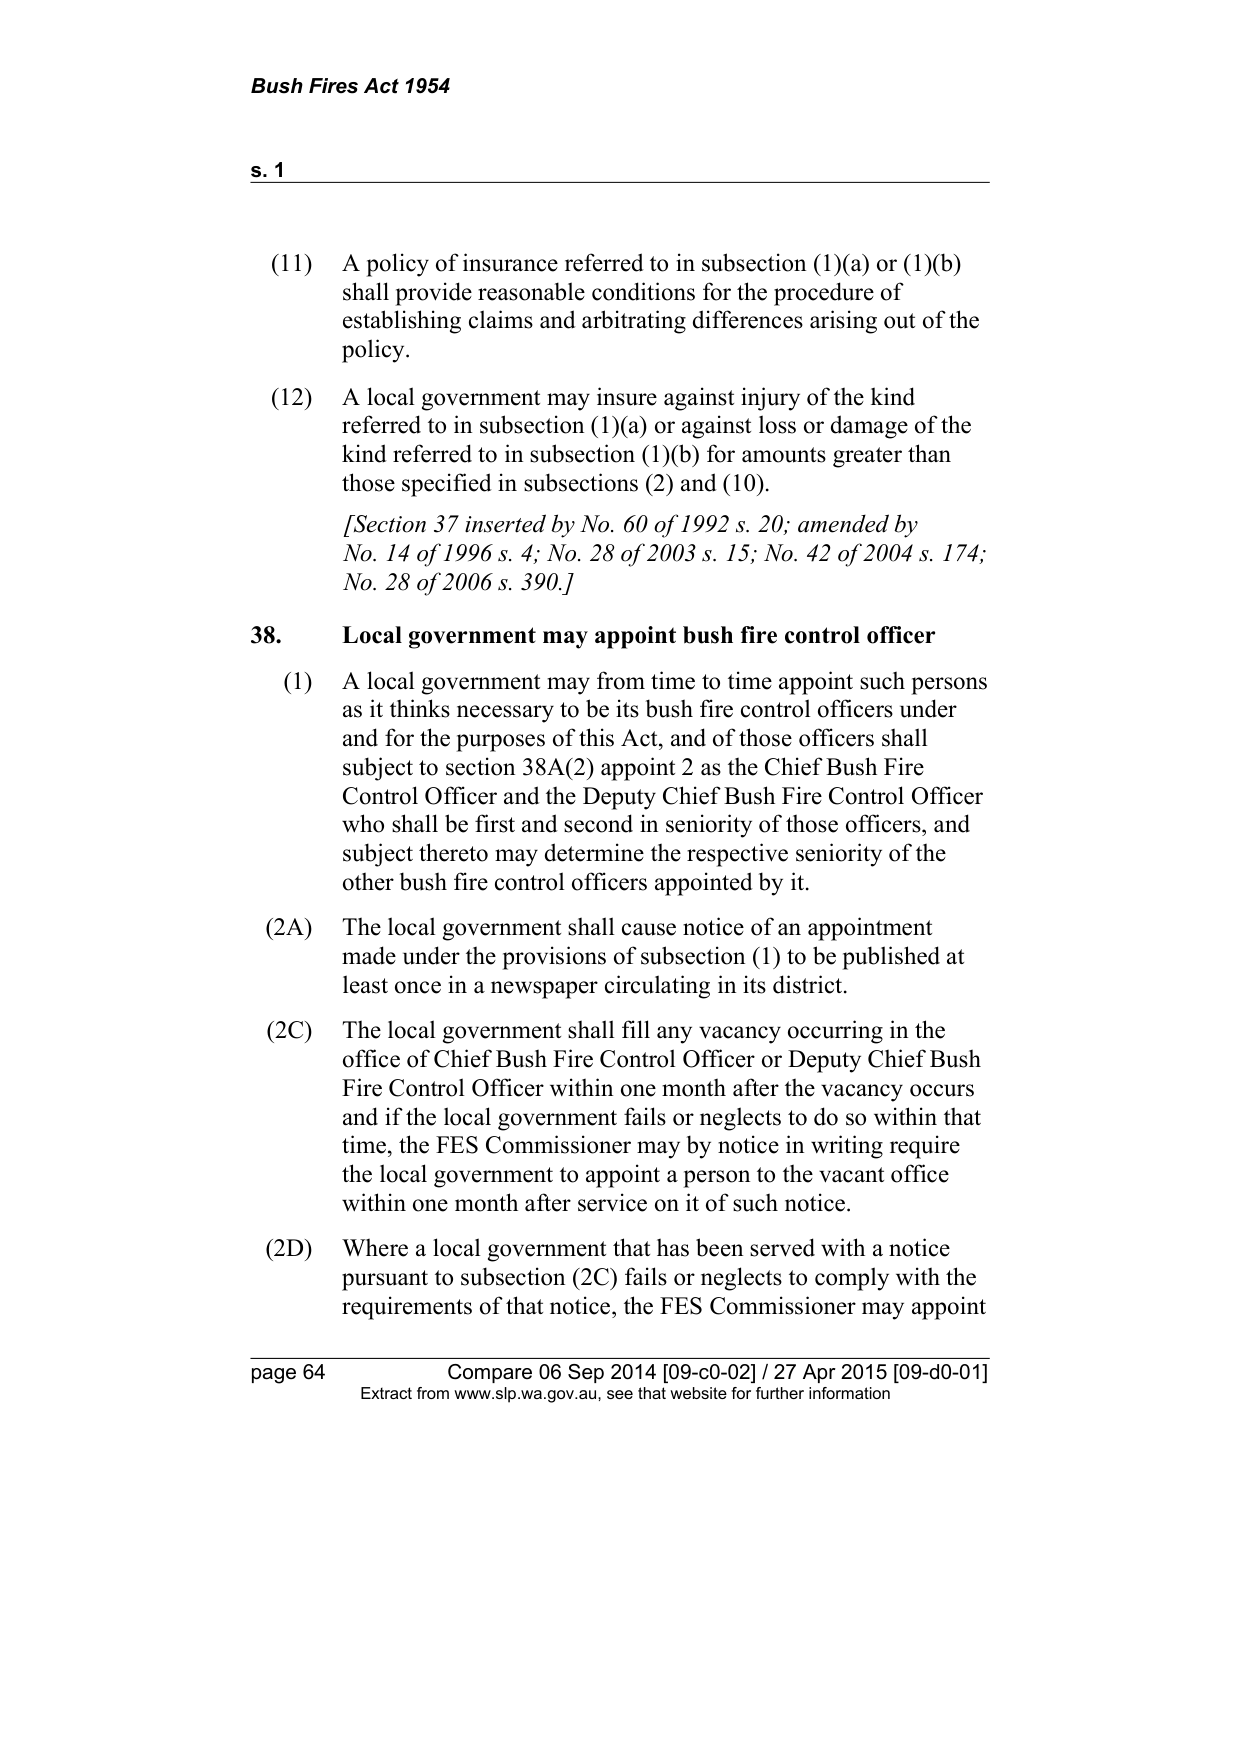 Bush Fires Act 1954
s. 1
(11) A policy of insurance referred to in subsection (1)(a) or (1)(b)
shall provide reasonable conditions for the procedure of
establishing claims and arbitrating differences arising out of the
policy.
(12) A local government may insure against injury of the kind
referred to in subsection (1)(a) or against loss or damage of the
kind referred to in subsection (1)(b) for amounts greater than
those specified in subsections (2) and (10).
[Section 37 inserted by No. 60 of 1992 s. 20; amended by
No. 14 of 1996 s. 4; No. 28 of 2003 s. 15; No. 42 of 2004 s. 174;
No. 28 of 2006 s. 390.]
38. Local government may appoint bush fire control officer
(1) A local government may from time to time appoint such persons
as it thinks necessary to be its bush fire control officers under
and for the purposes of this Act, and of those officers shall
subject to section 38A(2) appoint 2 as the Chief Bush Fire
Control Officer and the Deputy Chief Bush Fire Control Officer
who shall be first and second in seniority of those officers, and
subject thereto may determine the respective seniority of the
other bush fire control officers appointed by it.
(2A) The local government shall cause notice of an appointment
made under the provisions of subsection (1) to be published at
least once in a newspaper circulating in its district.
(2C) The local government shall fill any vacancy occurring in the
office of Chief Bush Fire Control Officer or Deputy Chief Bush
Fire Control Officer within one month after the vacancy occurs
and if the local government fails or neglects to do so within that
time, the FES Commissioner may by notice in writing require
the local government to appoint a person to the vacant office
within one month after service on it of such notice.
(2D) Where a local government that has been served with a notice
pursuant to subsection (2C) fails or neglects to comply with the
requirements of that notice, the FES Commissioner may appoint
page 64 Compare 06 Sep 2014 [09-c0-02] / 27 Apr 2015 [09-d0-01]
Extract from www.slp.wa.gov.au, see that website for further information